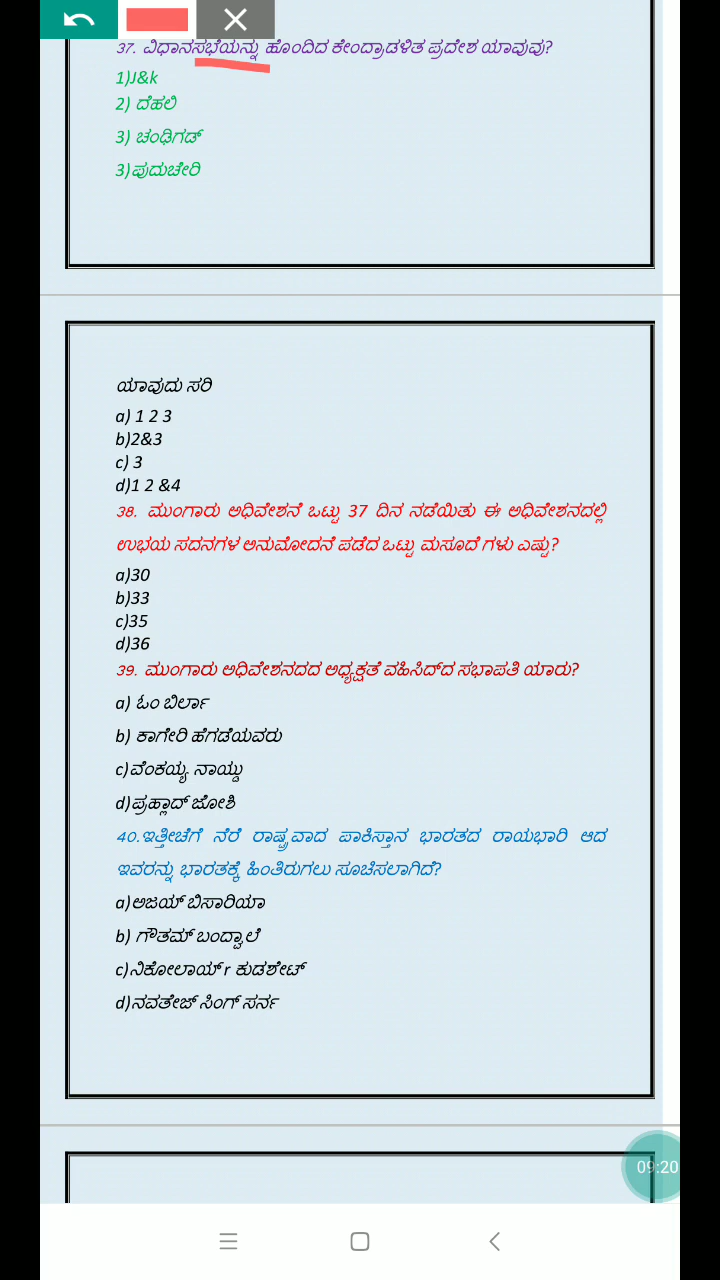 37. ವಿಧಾನಸಭೆಯನ್ನು ಹೊಂದಿದ ಕೇಂದ್ರಾಡಳಿತ ಪ್ರದೇಶ ಯಾವುವು?
1)J&k
2) ದೆಹಲಿ
3) ಚಂಢಿಗಡ್
3)ಪುದುಚೇರಿ
ಯಾವುದು ಸರಿ
a) 1 2 3
b)2&3
c) 3
d)1 2 &4
38. ಮುಂಗಾರು ಅಧಿವೇಶನೆ ಒಟ್ಟು 37 ದಿನ ನಡೆಯಿತು ಈ ಅಧಿವೇಶನದಲ್ಲಿ
ಉಭಯ ಸದನಗಳ ಅನುಮೋದನೆ ಪಡೆದ ಒಟ್ಟು ಮಸೂದೆ ಗಳು ಎಷ್ಟು?
a)30
b)33
c)35
d)36
39. ಮುಂಗಾರು ಅಧಿವೇಶನದದ ಅಧ್ಯಕ್ಷತೆ ವಹಿಸಿದ್ದ ಸಭಾಪತಿ ಯಾರು?
a) ಓಂ ಬಿರ್ಲಾ
b) ಕಾಗೇರಿ ಹೆಗಡೆಯವರು
c)ವೆಂಕಯ್ಯ ನಾಯ್ಡು
d)ಪ್ರಹ್ಲಾದ್ ಜೋಶಿ
40.ಇತ್ತೀಚೆಗೆ ನೆರೆ ರಾಷ್ಟ್ರವಾದ ಪಾಕಿಸ್ತಾನ ಭಾರತದ ರಾಯಭಾರಿ ಆದ
ಇವರನ್ನು ಭಾರತಕ್ಕೆ ಹಿಂತಿರುಗಲು ಸೂಚಿಸಲಾಗಿದೆ?
a)ಅಜಯ್ ಬಿಸಾರಿಯಾ
b) ಗೌತಮ್ ಬಂದ್ವಾಲೆ
c)ನಿಕೋಲಾಯ್ r ಕುಡಶೇಟ್
d)ನವತೇಜ್ ಸಿಂಗ್ ಸರ್ನ
09:20